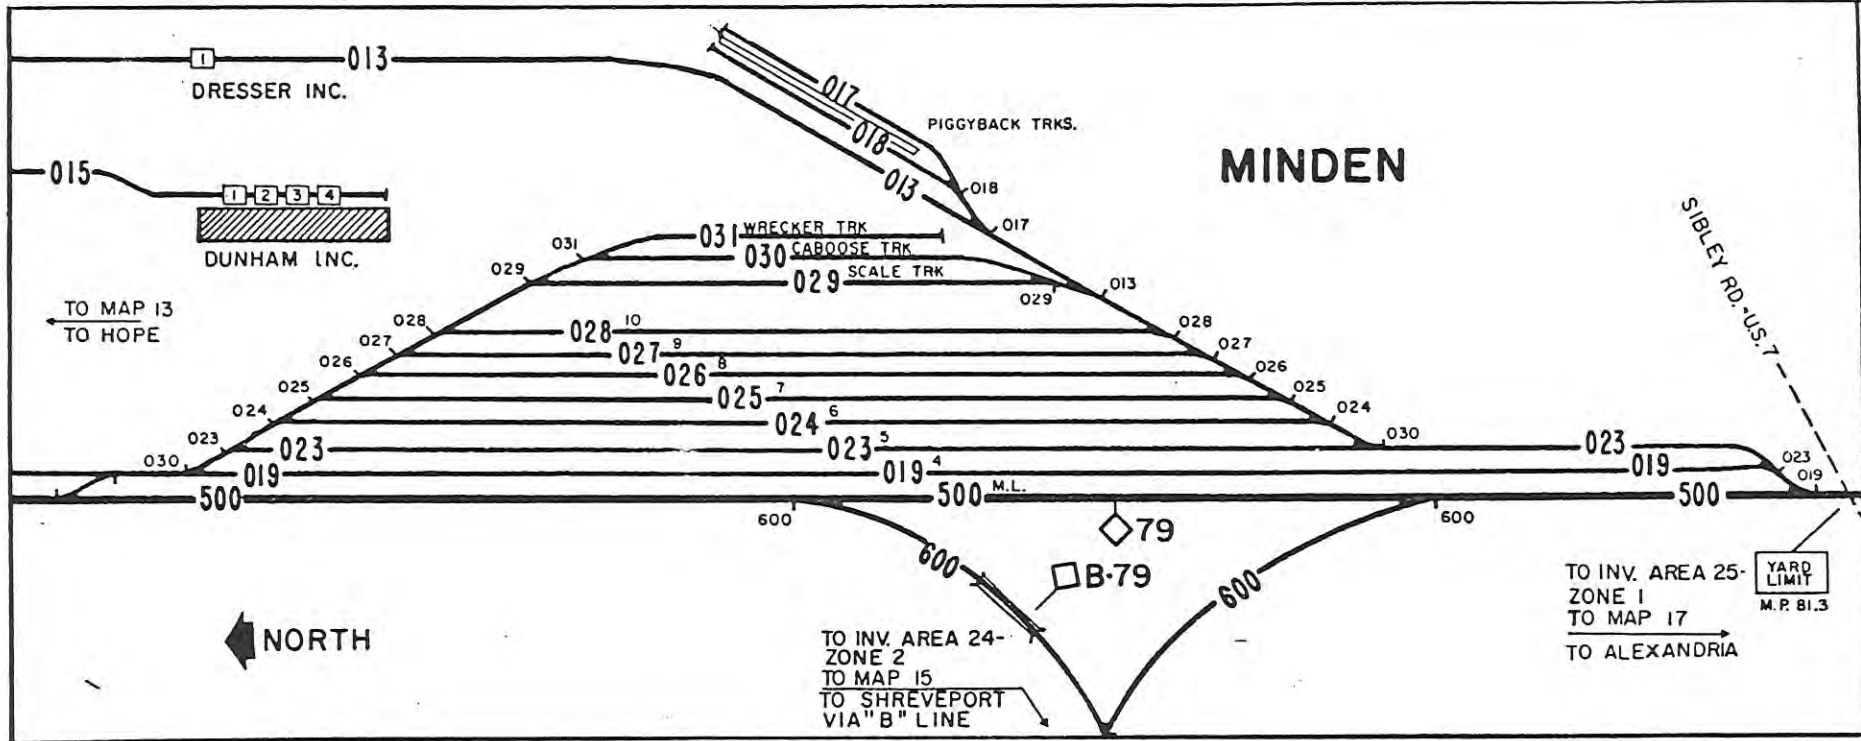 013
1
DRESSER INC.
017
018
PIGGYBACK TRKS.
MINDEN
015
1 2 3 4
DUNHAM INC.
013
018
017
SIBLEY RD.-U.S. 7
031 WRECKER TRK
030 CABOOSE TRK
029 SCALE TRK
031
029
029
013
TO MAP 13
TO HOPE
028
028 10
028
027
027 9
027
026
026 8
026
025
025 7
025
024
024 6
024
023
023
023 5
030
023
030
019
019 4
019
023
019
500
500 M.L.
500
600
600
79
600
B-79
600
TO INV. AREA 25-
ZONE 1
TO MAP 17
TO ALEXANDRIA
YARD
LIMIT
M.P. 81.3
NORTH
TO INV. AREA 24-
ZONE 2
TO MAP 15
TO SHREVEPORT
VIA "B" LINE